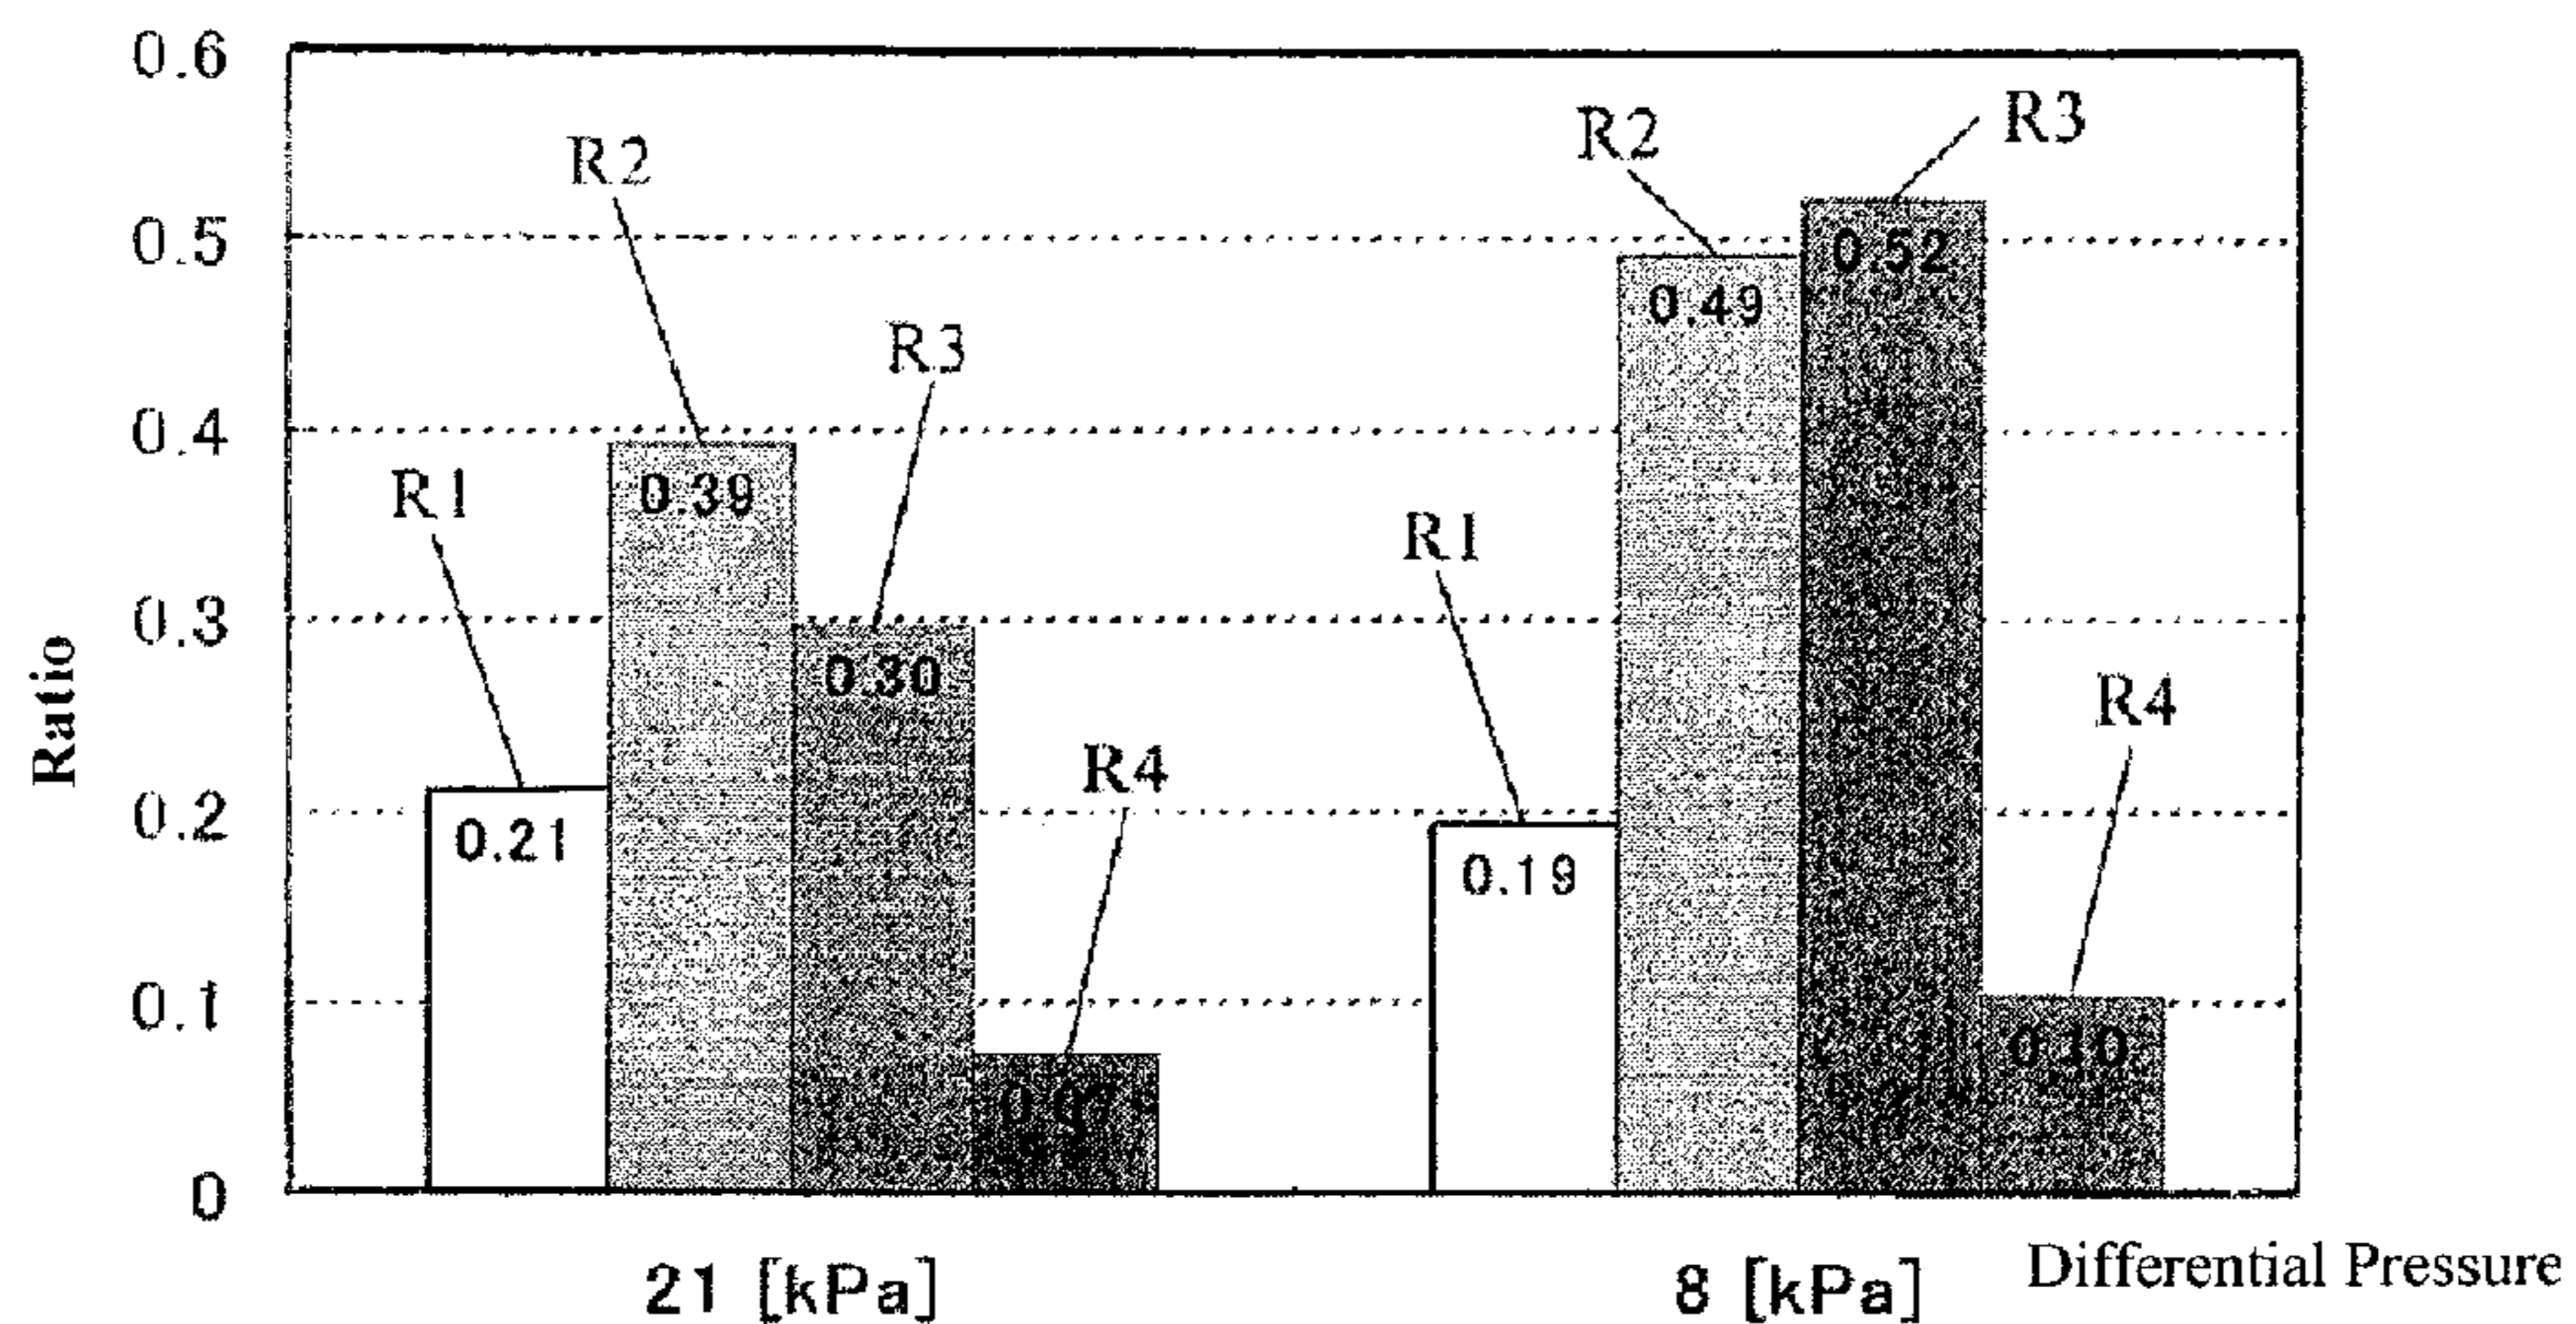 0.6
0.5
0.4
0.3
0.2
0.1
0
Ratio
R1
R2
R3
R4
0.21
0.39
0.30
0.07
R1
R2
R3
R4
0.19
0.49
0.52
0.10
21 [kPa]
8 [kPa]
Differential Pressure